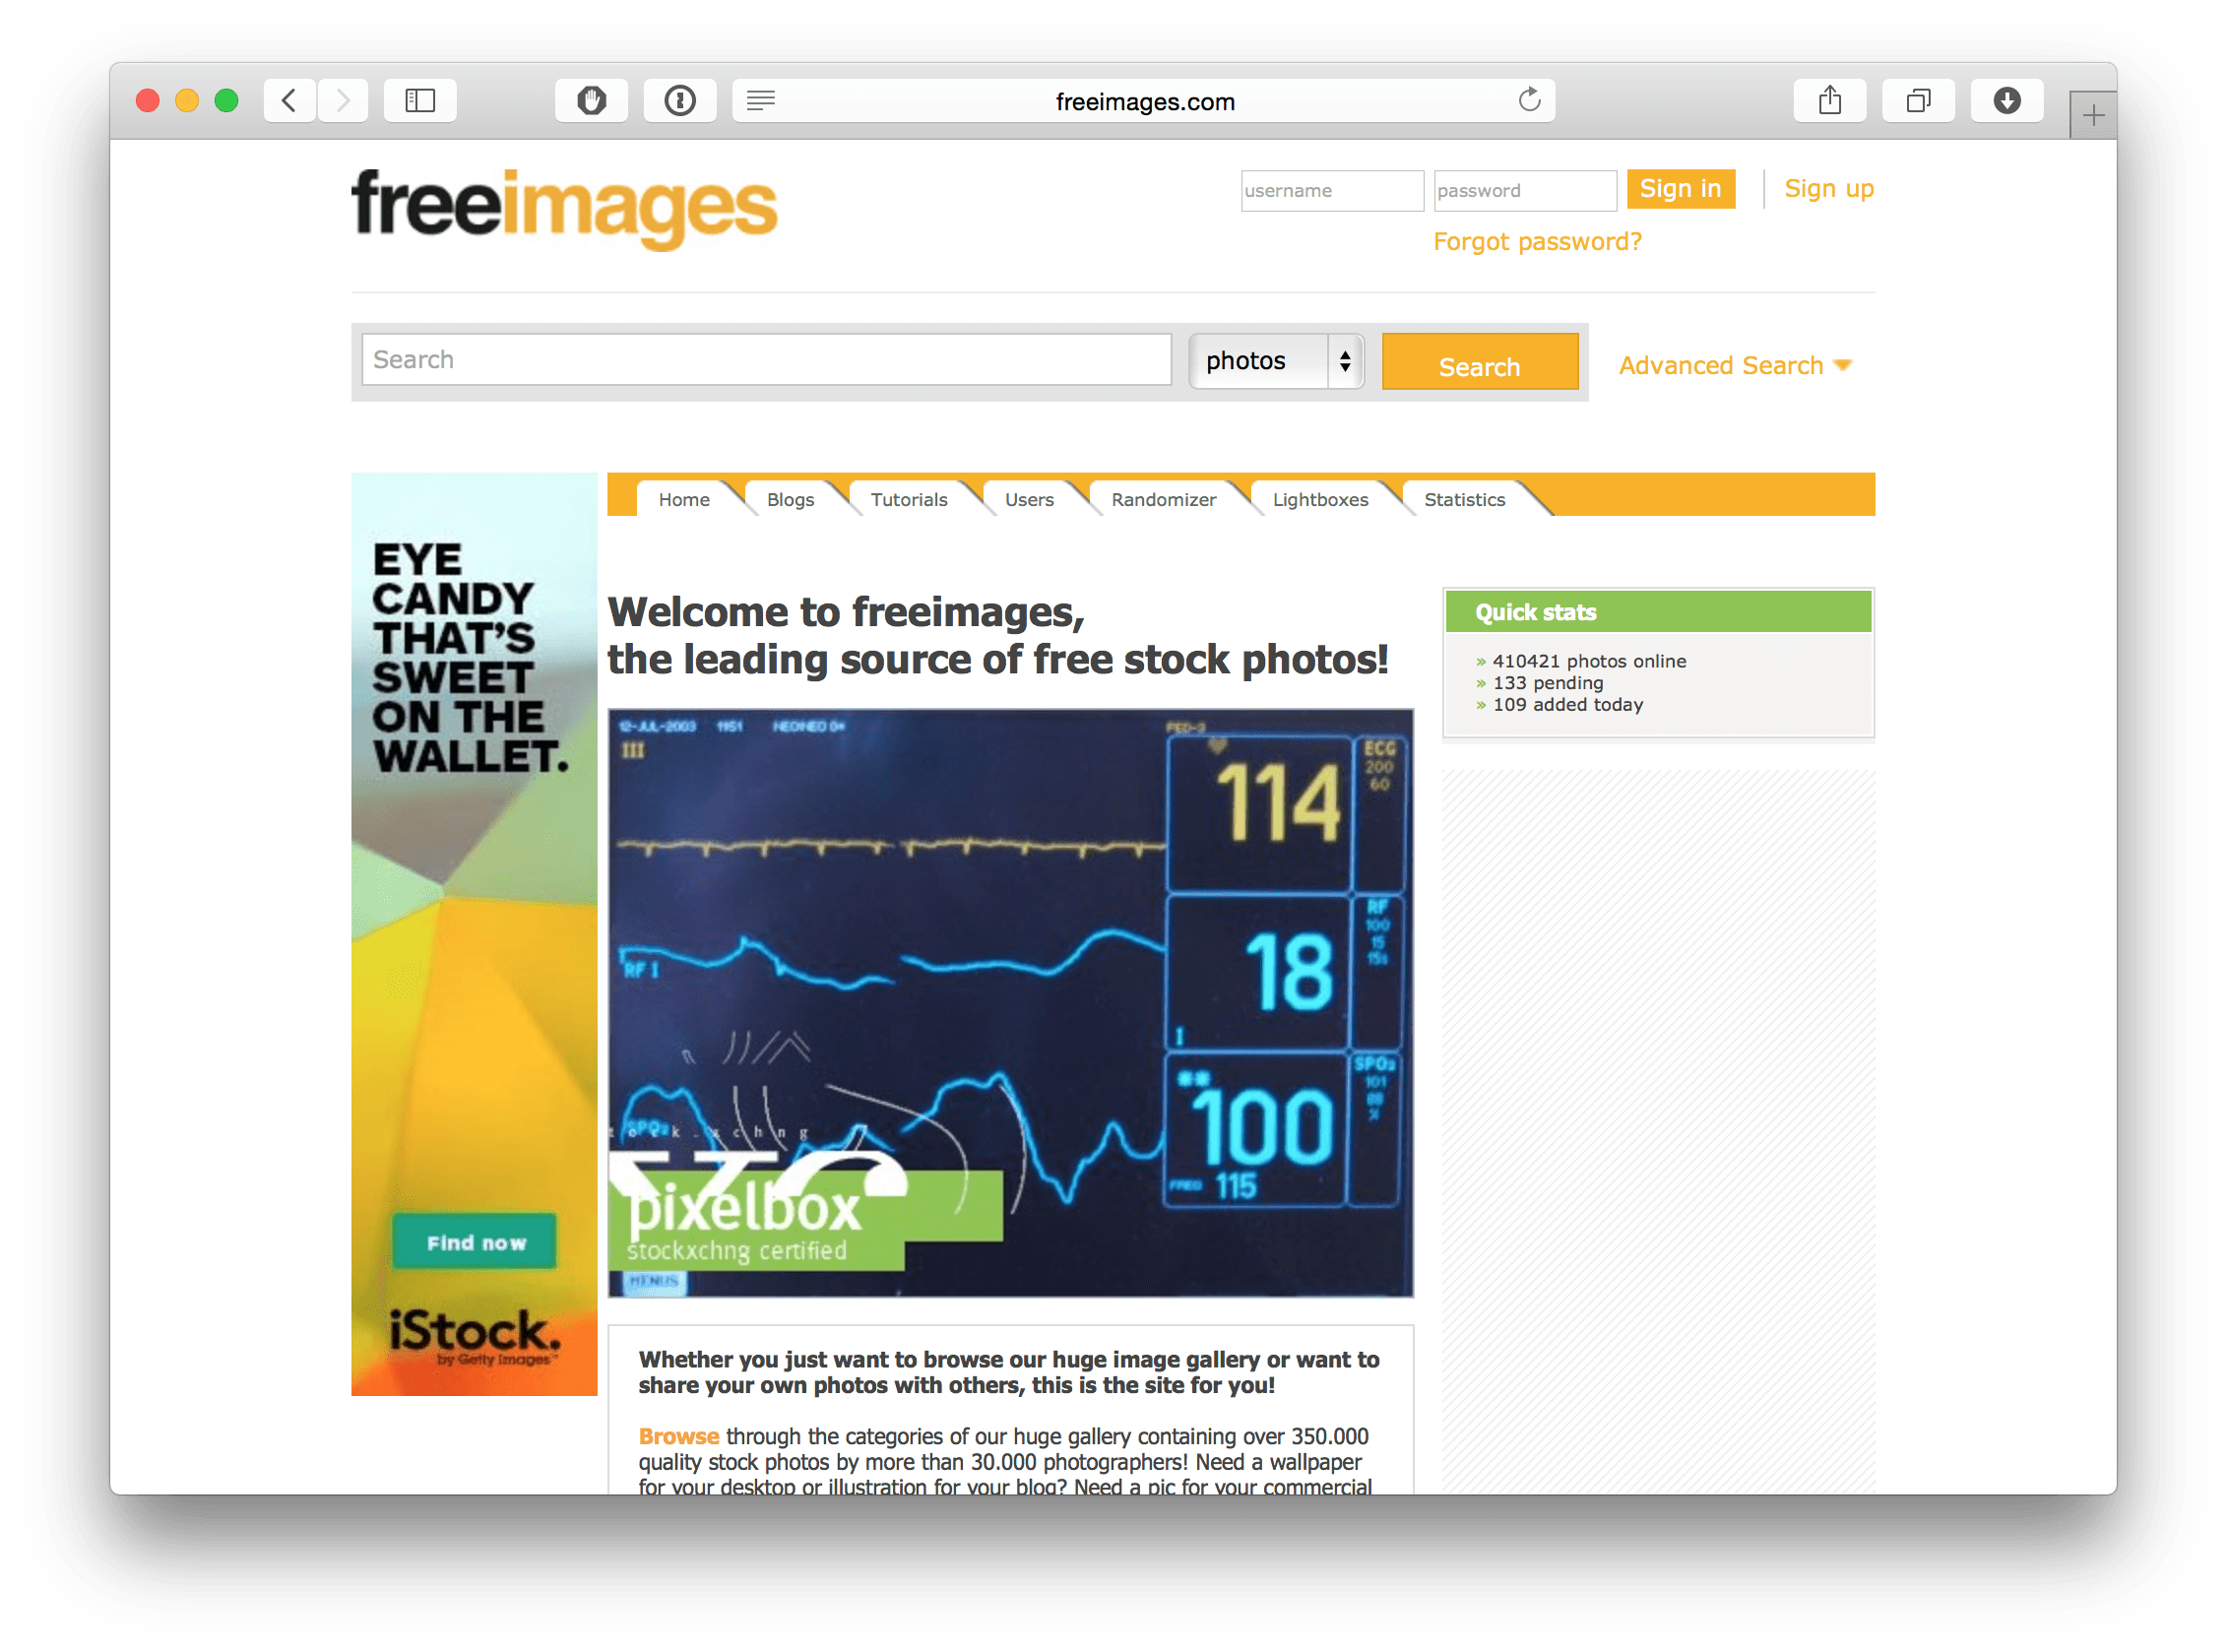 freeimages.com
freeimages
username
password
Sign in
Sign up
Forgot password?
Search
photos
Search
Advanced Search
EYE
CANDY
THAT'S
SWEET
ON THE
WALLET.
Find now
iStock.
by Getty Images™
Home
Blogs
Tutorials
Users
Randomizer
Lightboxes
Statistics
Welcome to freeimages,
the leading source of free stock photos!
12-JUL-2003 1151
III
PED-3
114
ECG
200
60
RF I
18
I
RF
100
15
15s
SPO₂
**
100
FREQ 115
SPO₂
101
88
pixelbox
stockxchng certified
MENUS
Whether you just want to browse our huge image gallery or want to
share your own photos with others, this is the site for you!
Browse through the categories of our huge gallery containing over 350.000
quality stock photos by more than 30.000 photographers! Need a wallpaper
for your desktop or illustration for your blog? Need a pic for your commercial
Quick stats
» 410421 photos online
» 133 pending
» 109 added today